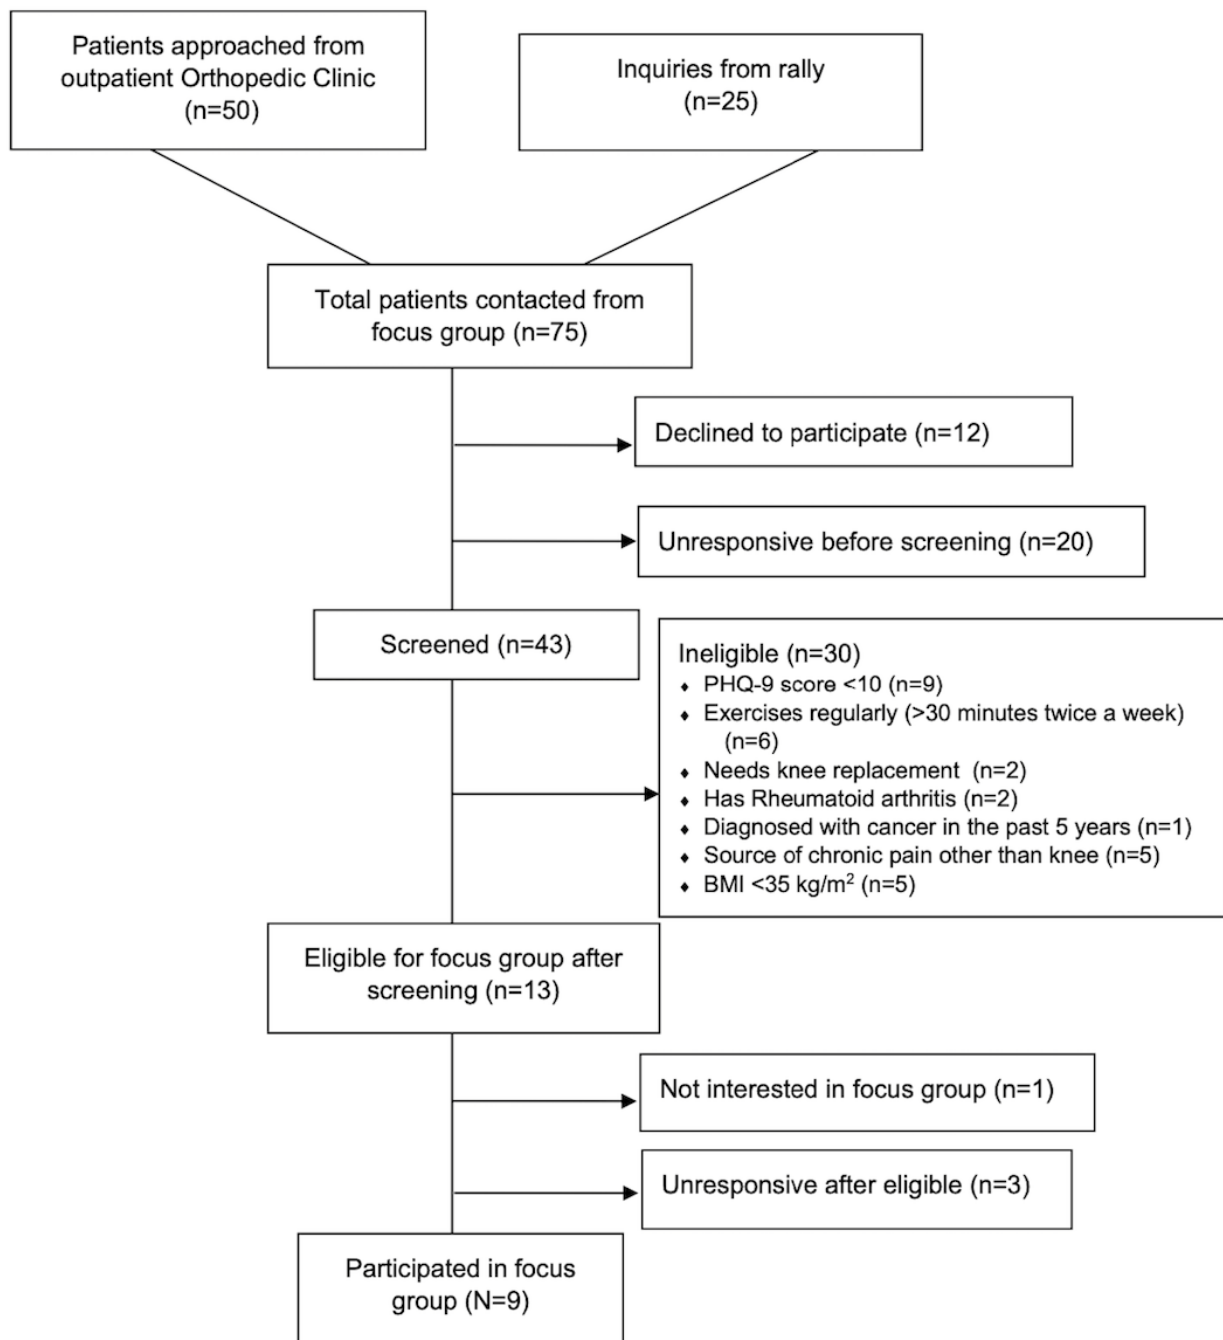 Patients approached from
outpatient Orthopedic Clinic
(n=50)
Inquiries from rally
(n=25)
Total patients contacted from
focus group (n=75)
Declined to participate (n=12)
Unresponsive before screening (n=20)
Screened (n=43)
Ineligible (n=30)
♦ PHQ-9 score <10 (n=9)
♦ Exercises regularly (>30 minutes twice a week)
(n=6)
♦ Needs knee replacement (n=2)
♦ Has Rheumatoid arthritis (n=2)
♦ Diagnosed with cancer in the past 5 years (n=1)
♦ Source of chronic pain other than knee (n=5)
♦ BMI <35 kg/m² (n=5)
Eligible for focus group after
screening (n=13)
Not interested in focus group (n=1)
Unresponsive after eligible (n=3)
Participated in focus
group (N=9)